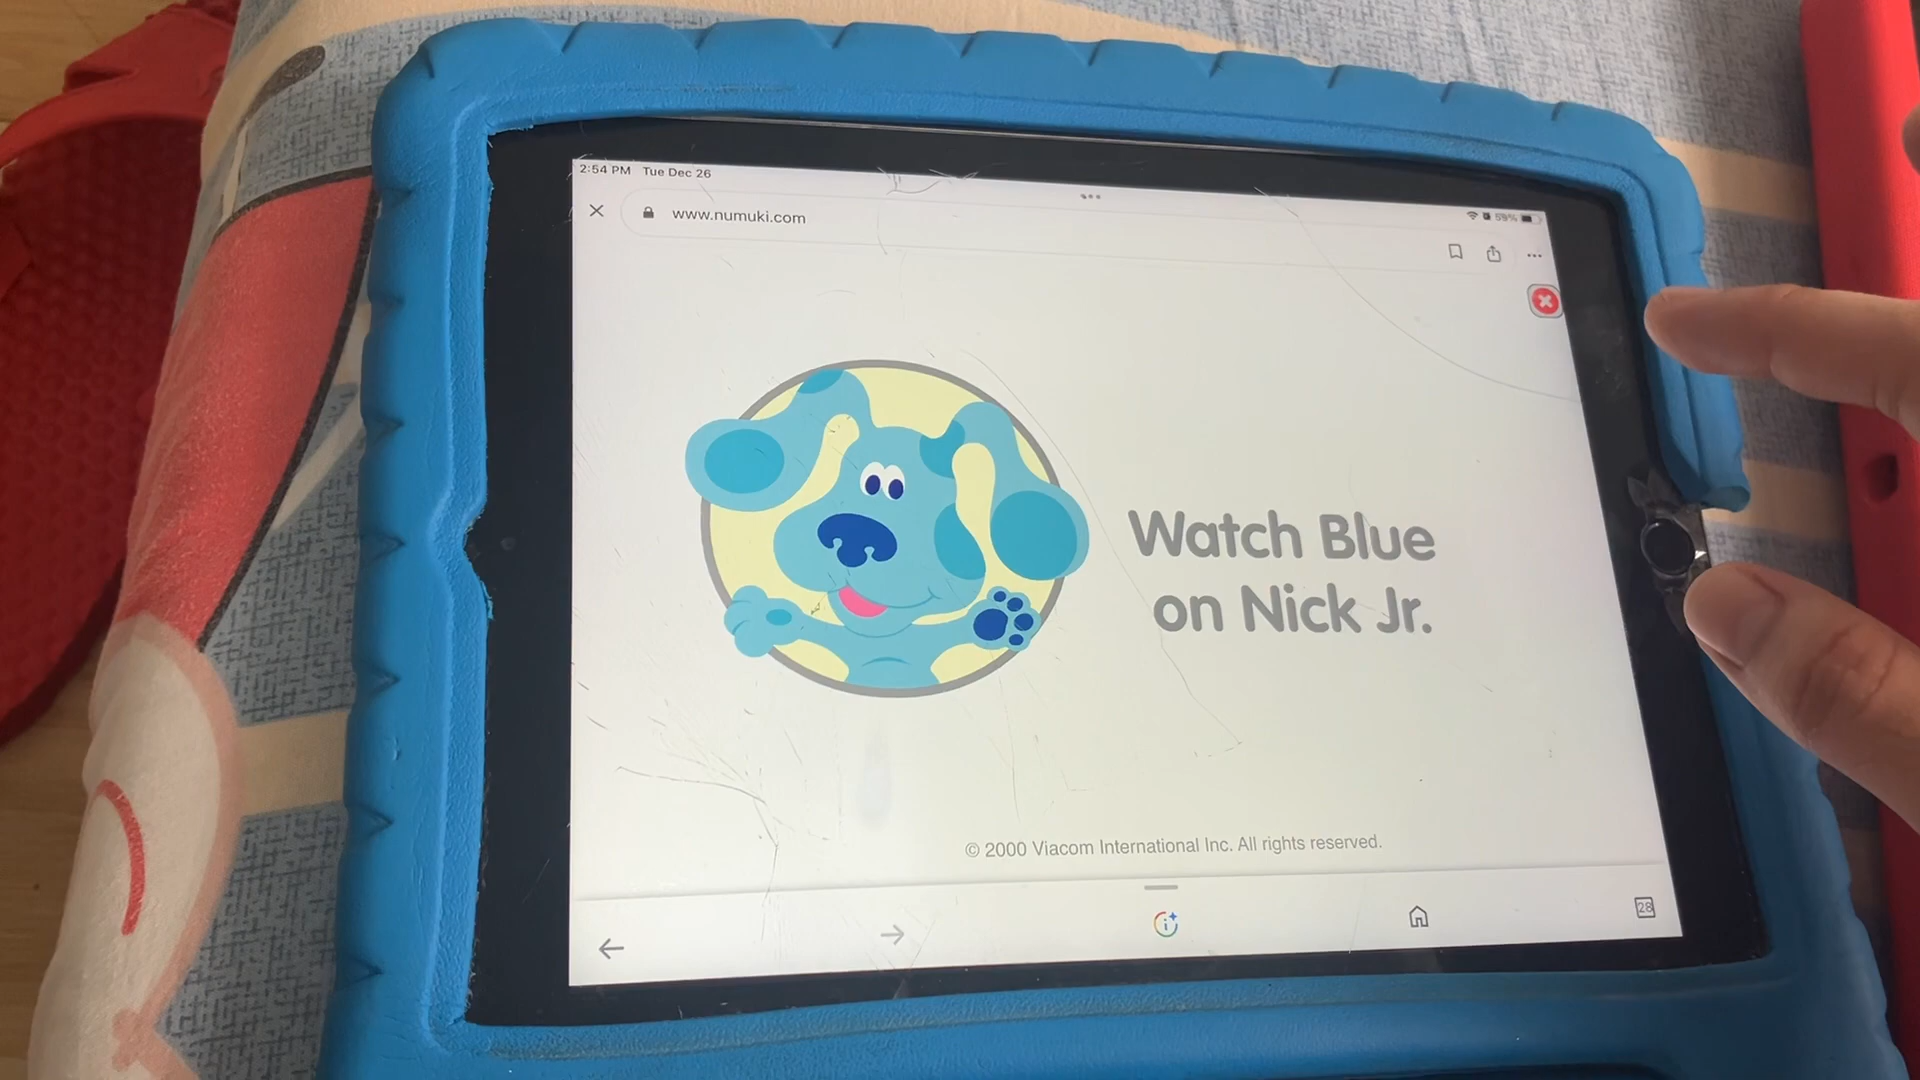 2:54 PM Tue Dec 26
59%
www.numuki.com
Watch Blue
on Nick Jr.
© 2000 Viacom International Inc. All rights reserved.
28